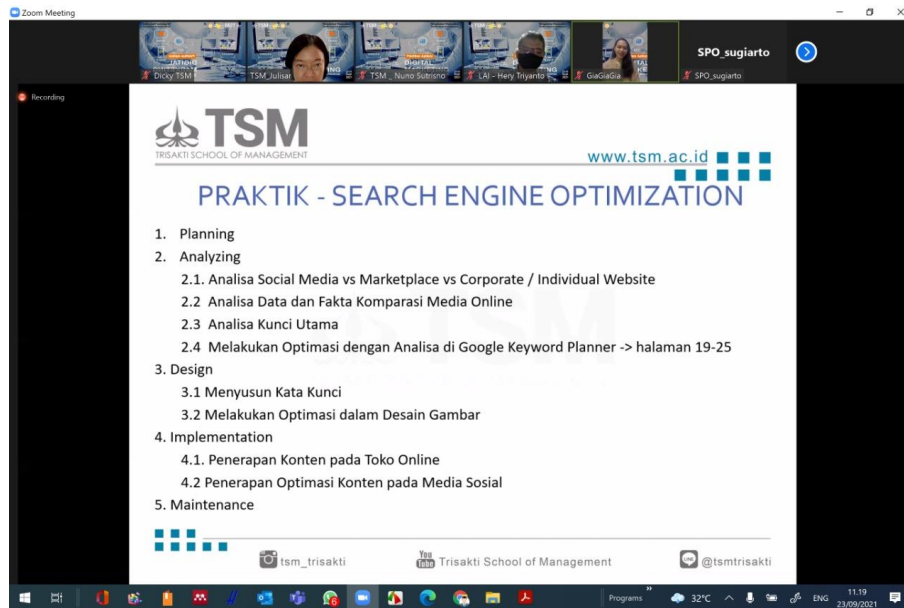 Zoom Meeting
Dicky TSM
TSM_Julisar
TSM _ Nuno Sutrisno
LAI - Hery Triyanto
GiaGiaGia
SPO_sugiarto
SPO_sugiarto
Recording
TSM
TRISAKTI SCHOOL OF MANAGEMENT
www.tsm.ac.id
PRAKTIK - SEARCH ENGINE OPTIMIZATION
1. Planning
2. Analyzing
2.1. Analisa Social Media vs Marketplace vs Corporate / Individual Website
2.2 Analisa Data dan Fakta Komparasi Media Online
2.3 Analisa Kunci Utama
2.4 Melakukan Optimasi dengan Analisa di Google Keyword Planner -> halaman 19-25
3. Design
3.1 Menyusun Kata Kunci
3.2 Melakukan Optimasi dalam Desain Gambar
4. Implementation
4.1. Penerapan Konten pada Toko Online
4.2 Penerapan Optimasi Konten pada Media Sosial
5. Maintenance
tsm_trisakti
You Tube Trisakti School of Management
LINE @tsmtrisakti
Programs
32°C
ENG
11.19
23/09/2021